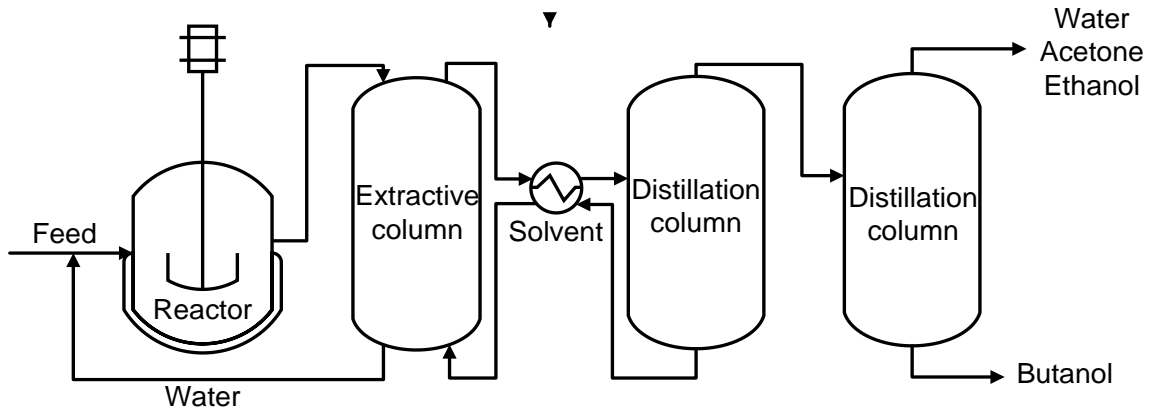 Feed
Reactor
Water
Extractive
column
Solvent
Distillation
column
Distillation
column
Water
Acetone
Ethanol
Butanol